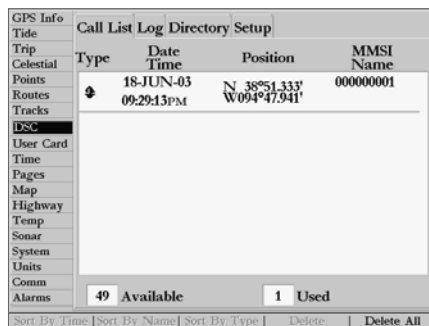 GPS Info
Tide
Trip
Celestial
Points
Routes
Tracks
DSC
User Card
Time
Pages
Map
Highway
Temp
Sonar
System
Units
Comm
Alarms
Call List Log Directory Setup
Type Date Time Position MMSI Name
18-JUN-03 N 38°51.333' 000000001
09:29:13PM W094°47.941'
49 Available 1 Used
Sort By Time | Sort By Name | Sort By Type | Delete | Delete All